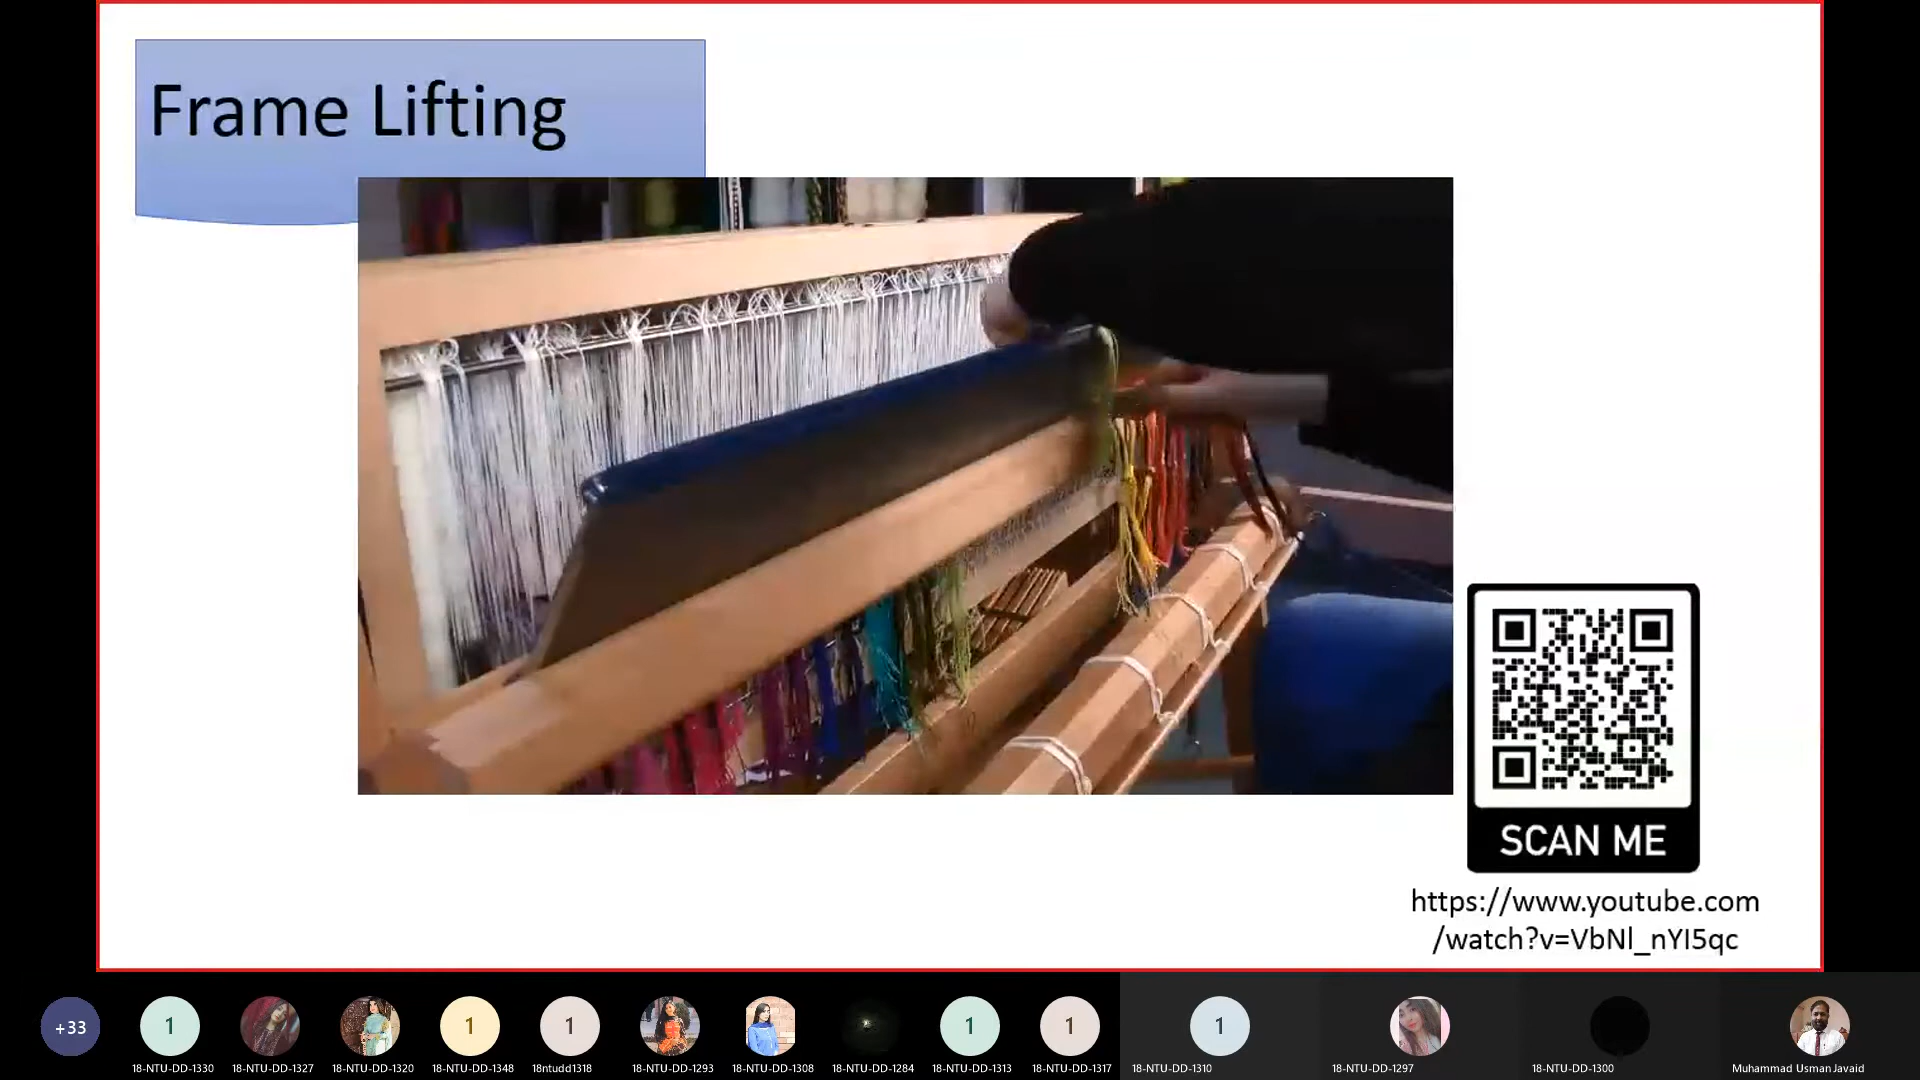 Frame Lifting
SCAN ME
https://www.youtube.com
/watch?v=VbNl_nYI5qc
+33
1
1
1
1
1
1
18-NTU-DD-1330
18-NTU-DD-1327
18-NTU-DD-1320
18-NTU-DD-1348
18ntudd1318
18-NTU-DD-1293
18-NTU-DD-1308
18-NTU-DD-1284
18-NTU-DD-1313
18-NTU-DD-1317
18-NTU-DD-1310
18-NTU-DD-1297
18-NTU-DD-1300
Muhammad Usman Javaid